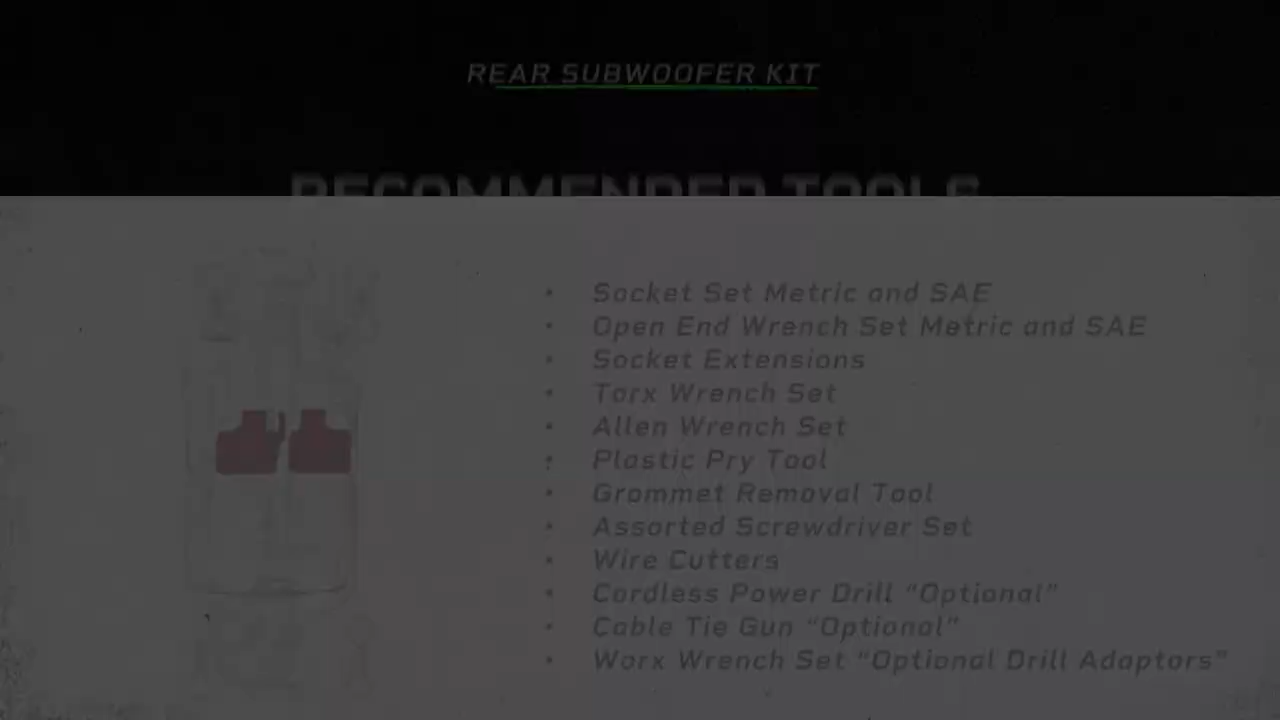 REAR SUBWOOFER KIT
RECOMMENDED TOOLS
• Socket Set Metric and SAE
• Open End Wrench Set Metric and SAE
• Socket Extensions
• Torx Wrench Set
• Allen Wrench Set
• Plastic Pry Tool
• Grommet Removal Tool
• Assorted Screwdriver Set
• Wire Cutters
• Cordless Power Drill “Optional”
• Cable Tie Gun “Optional”
• Worx Wrench Set “Optional Drill Adaptors”